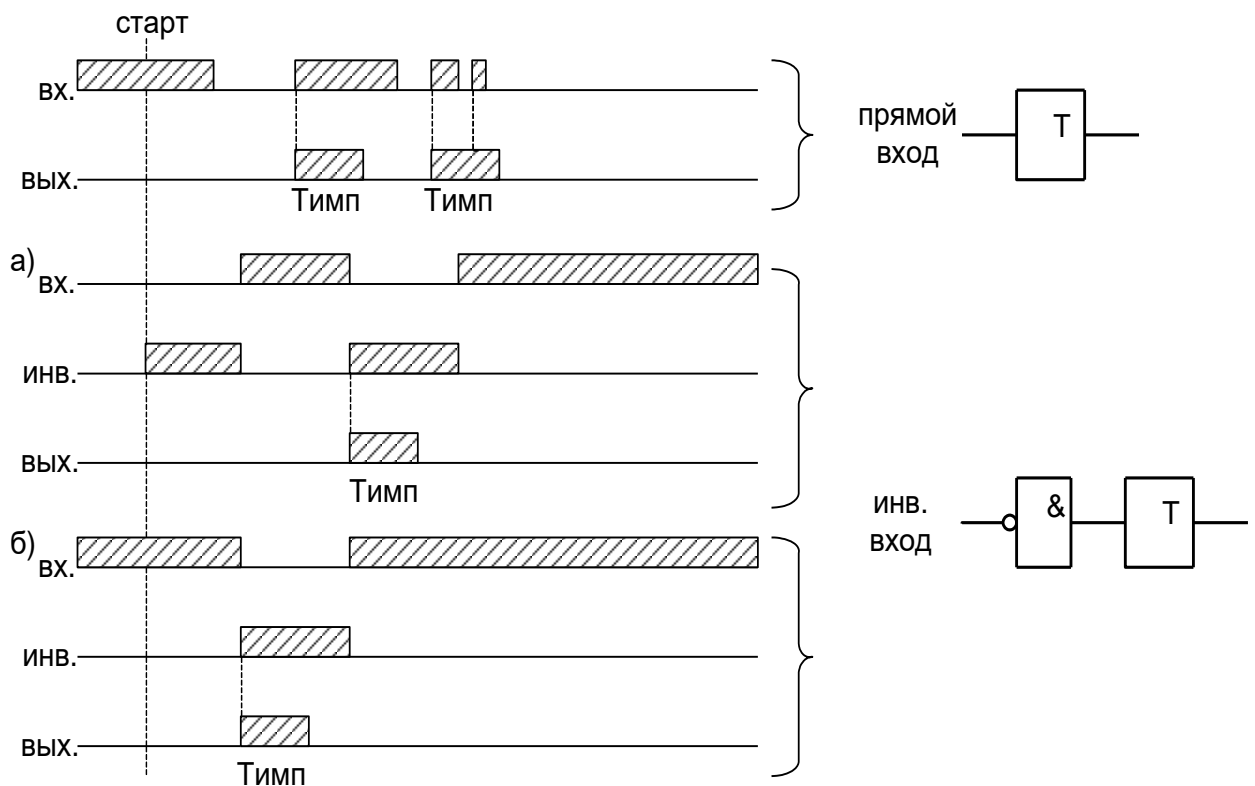 старт
вх.
вых.
Тимп Тимп
прямой
вход
T
а)
вх.
инв.
вых.
Тимп
б)
вх.
инв.
вых.
Тимп
инв.
вход
&
T